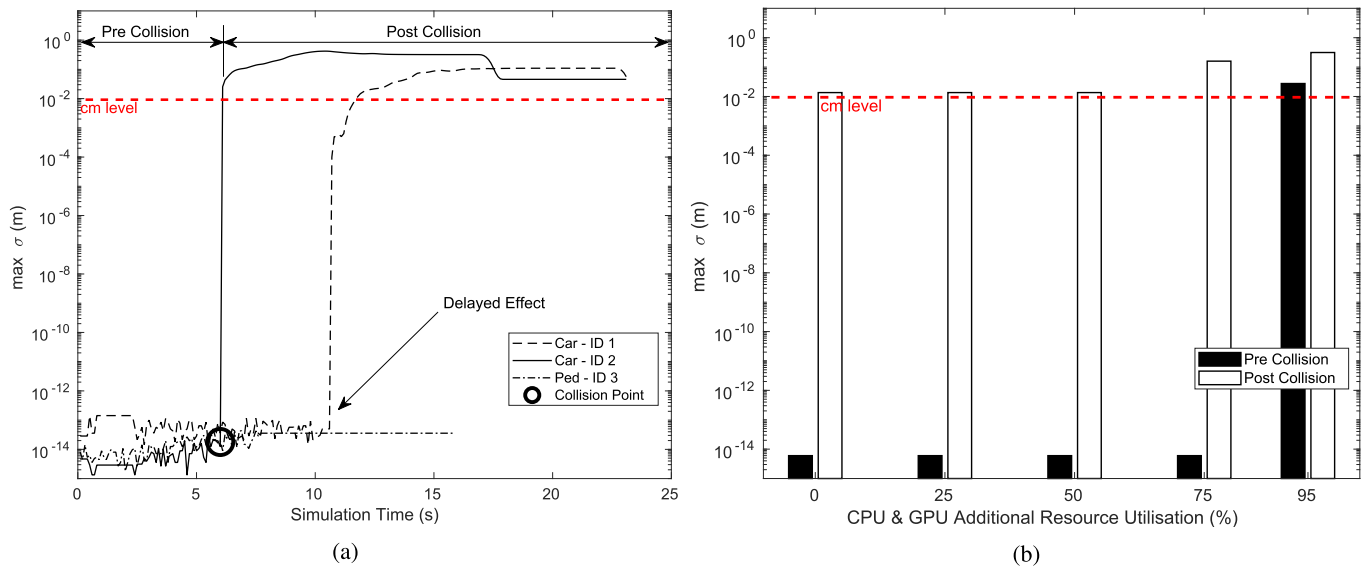 Pre Collision
Post Collision
10^0
10^-2
10^-4
10^-6
10^-8
10^-10
10^-12
10^-14
max σ (m)
cm level
Delayed Effect
Car - ID 1
Car - ID 2
Ped - ID 3
Collision Point
0 5 10 15 20 25
Simulation Time (s)
(a)
10^0
10^-2
10^-4
10^-6
10^-8
10^-10
10^-12
10^-14
max σ (m)
cm level
Pre Collision
Post Collision
0 25 50 75 95
CPU & GPU Additional Resource Utilisation (%)
(b)